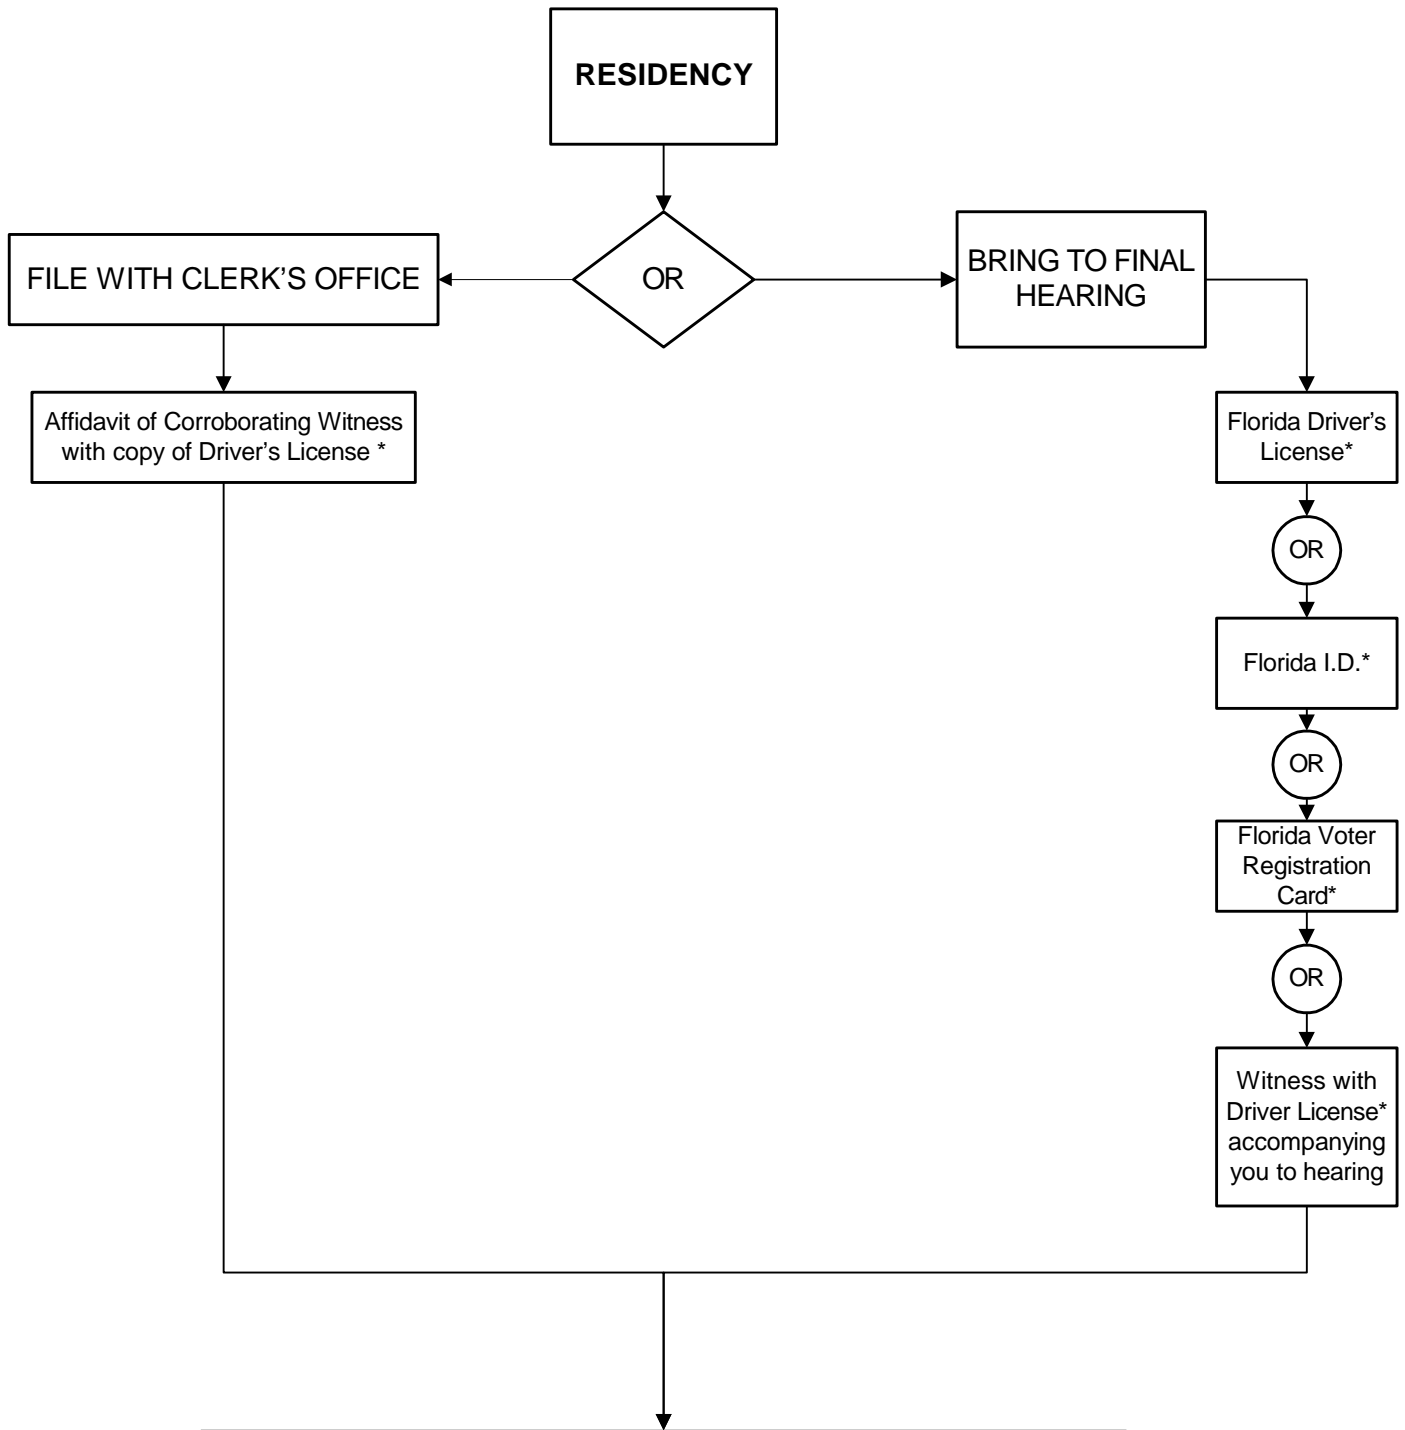 RESIDENCY
FILE WITH CLERK’S OFFICE
OR
BRING TO FINAL
HEARING
Affidavit of Corroborating Witness
with copy of Driver’s License *
Florida Driver’s
License*
OR
Florida I.D.*
OR
Florida Voter
Registration
Card*
OR
Witness with
Driver License*
accompanying
you to hearing